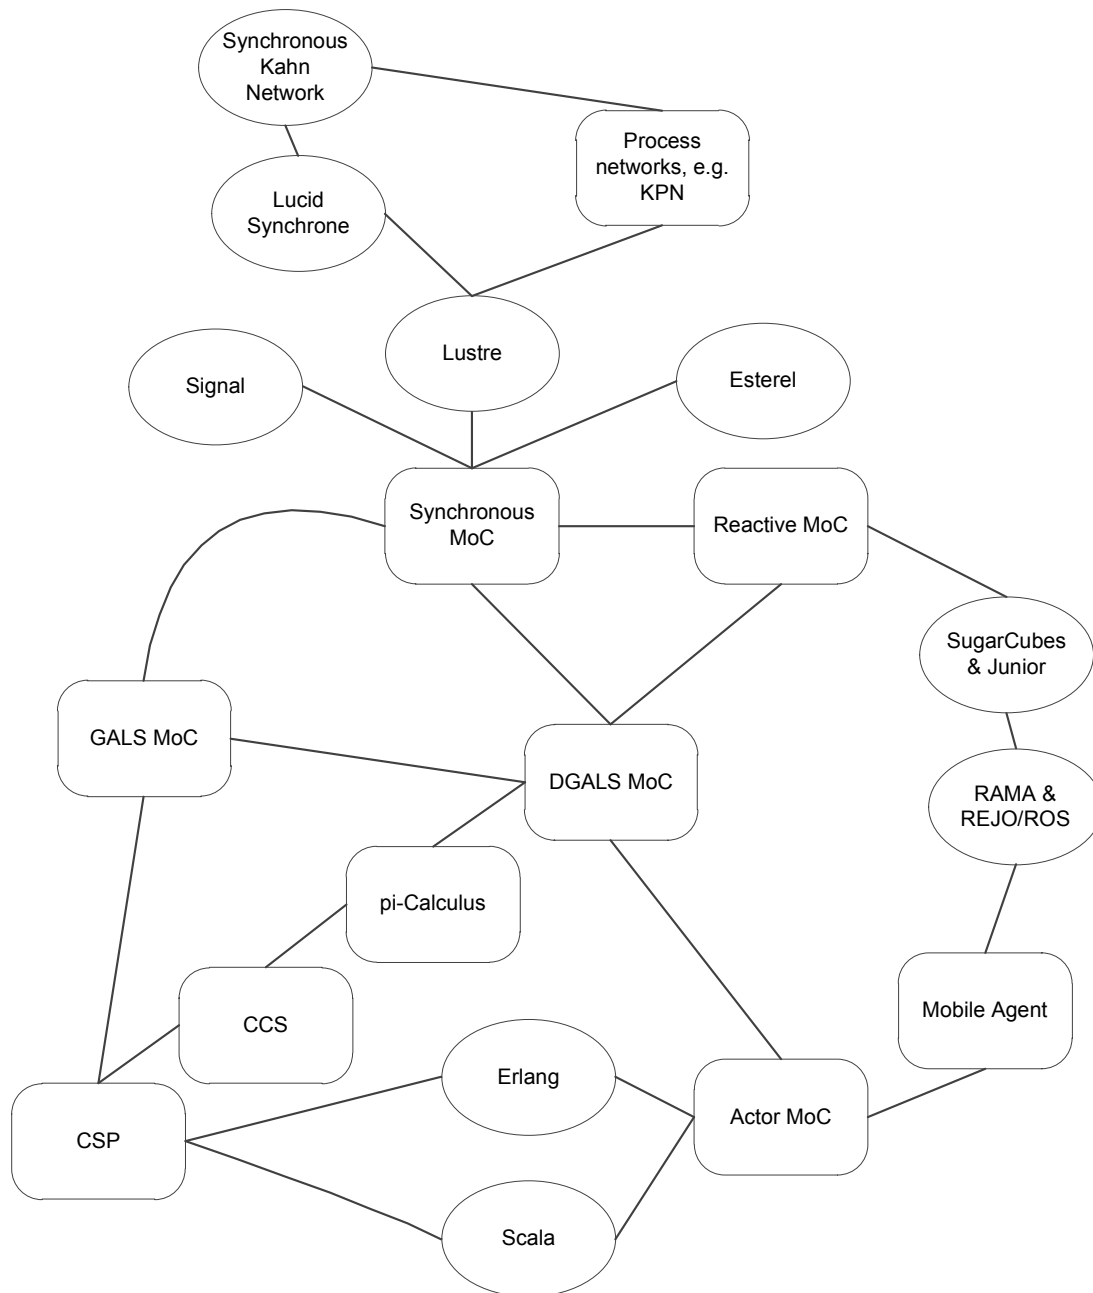 Synchronous
Kahn
Network
Process
networks, e.g.
KPN
Lucid
Synchrone
Lustre
Signal
Esterel
Synchronous
MoC
Reactive MoC
SugarCubes
& Junior
GALS MoC
DGALS MoC
RAMA &
REJO/ROS
pi-Calculus
CCS
Mobile Agent
Erlang
Actor MoC
CSP
Scala